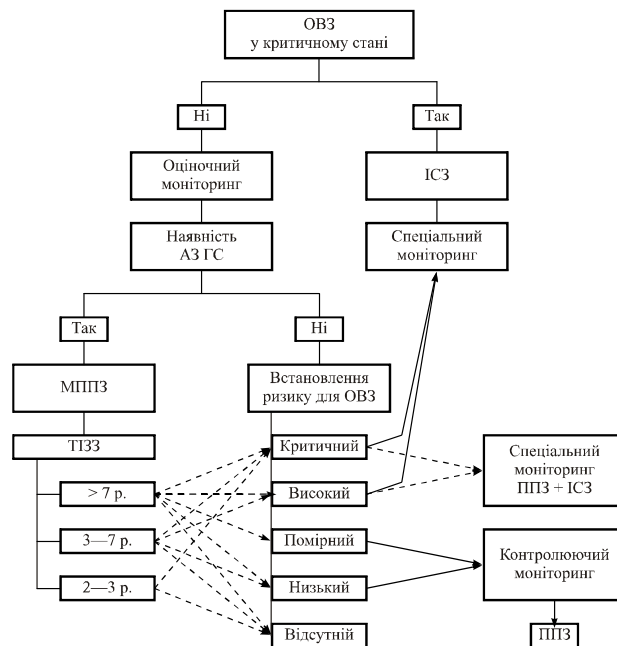 ОВЗ
у критичному стані
Ні
Так
Оціночний
моніторинг
ІСЗ
Наявність
АЗ ГС
Спеціальний
моніторинг
Так
Ні
МППЗ
Встановлення
ризику для ОВЗ
ТІЗЗ
Критичний
Спеціальний
моніторинг
ППЗ + ІСЗ
> 7 р.
Високий
3—7 р.
Помірний
Контролюючий
моніторинг
2—3 р.
Низький
Відсутній
ППЗ